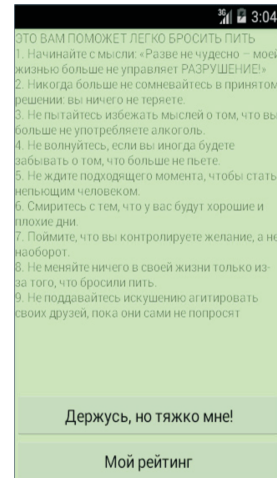 3G 3:04
ЭТО ВАМ ПОМОЖЕТ ЛЕГКО БРОСИТЬ ПИТЬ
1. Начинайте с мысли: «Разве не чудесно – моей
жизнью больше не управляет РАЗРУШЕНИЕ!»
2. Никогда больше не сомневайтесь в принятом
решении: вы ничего не теряете.
3. Не пытайтесь избежать мыслей о том, что вы
больше не употребляете алкоголь.
4. Не волнуйтесь, если вы иногда будете
забывать о том, что больше не пьете.
5. Не ждите подходящего момента, чтобы стать
непьющим человеком.
6. Смиритесь с тем, что у вас будут хорошие и
плохие дни.
7. Поймите, что вы контролируете желание, а не
наоборот.
8. Не меняйте ничего в своей жизни только из-
за того, что бросили пить.
9. Не поддавайтесь искушению агитировать
своих друзей, пока они сами не попросят
Держусь, но тяжко мне!
Мой рейтинг